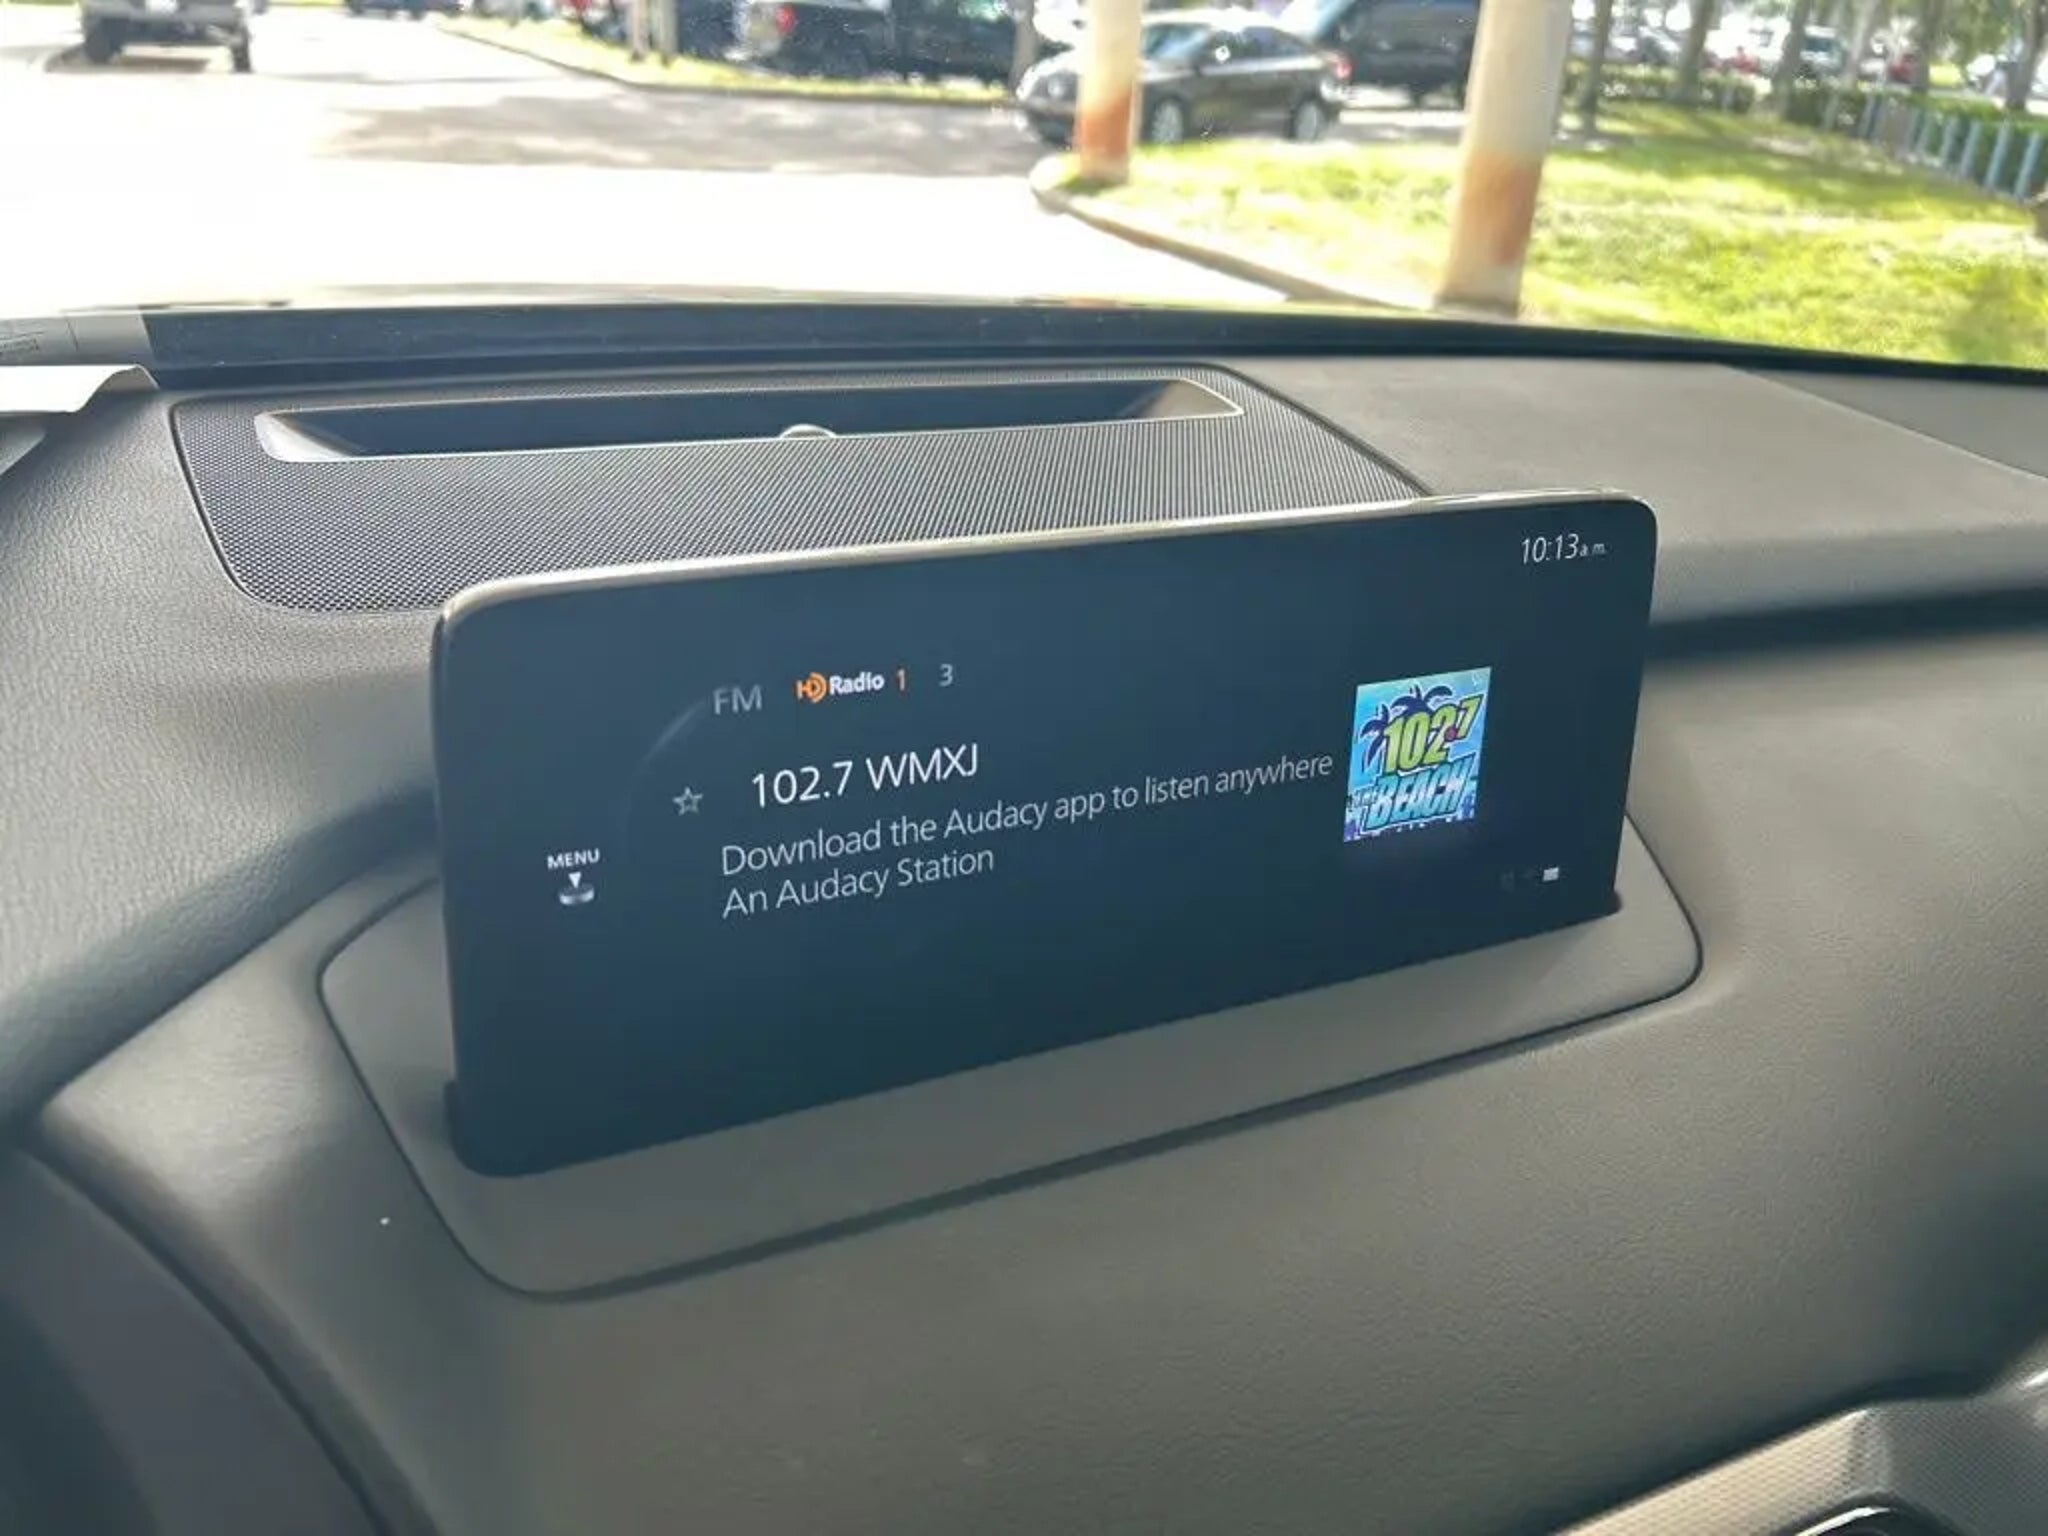 10:13a.m.
FM HD Radio 1 3
102.7 WMXJ
Download the Audacy app to listen anywhere
An Audacy Station
MENU
102.7
THE BEACH